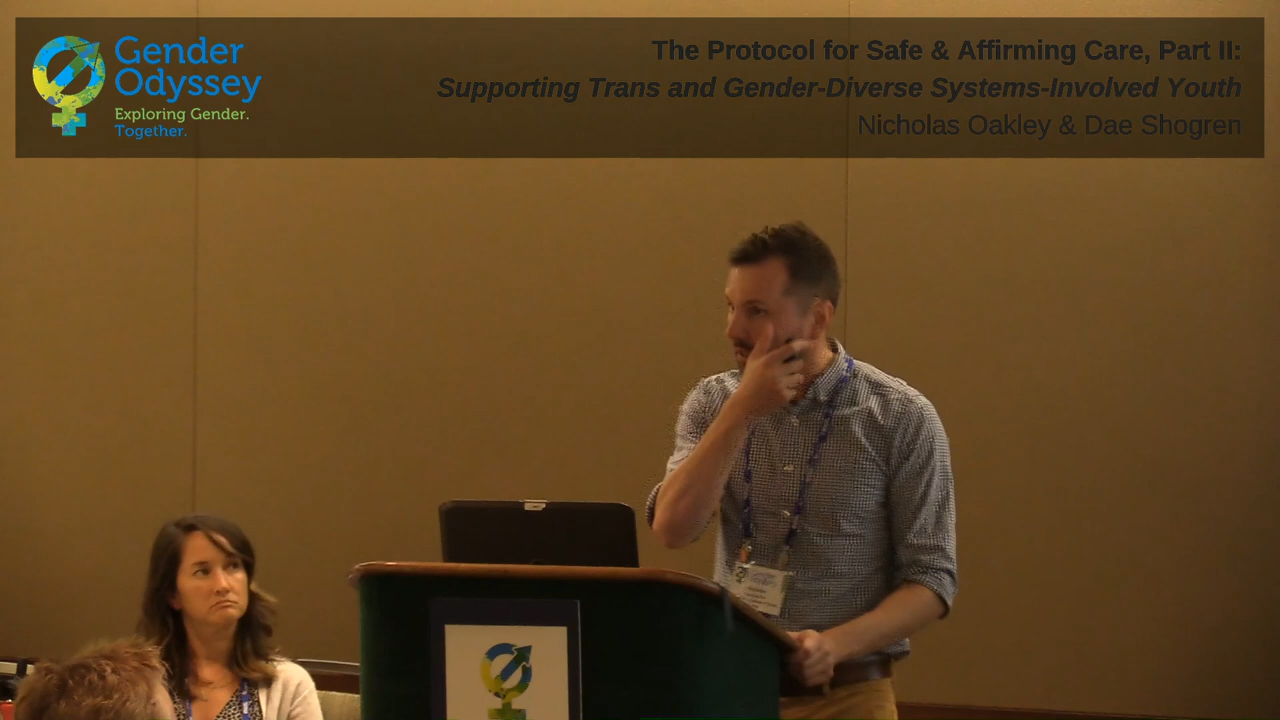 Gender
Odyssey
Exploring Gender.
Together.
The Protocol for Safe & Affirming Care, Part II:
Supporting Trans and Gender-Diverse Systems-Involved Youth
Nicholas Oakley & Dae Shogren